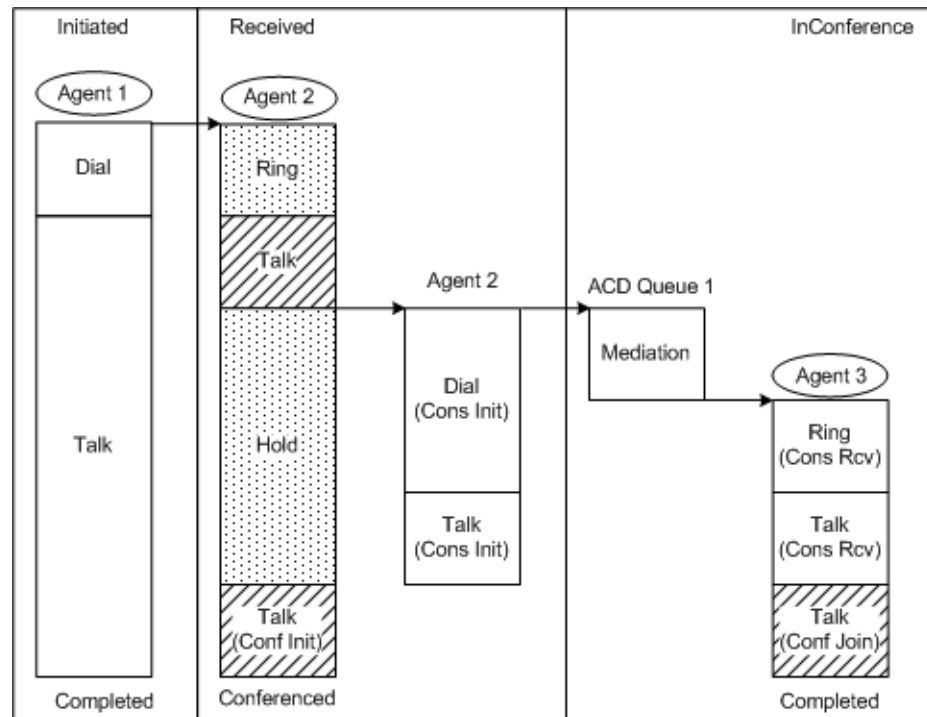 Initiated
Received
InConference
Agent 1
Agent 2
Dial
Ring
Talk
Agent 2
ACD Queue 1
Mediation
Agent 3
Talk
Hold
Dial
(Cons Init)
Ring
(Cons Rcv)
Talk
(Cons Init)
Talk
(Cons Rcv)
Talk
(Conf Init)
Talk
(Conf Join)
Completed
Conferenced
Completed